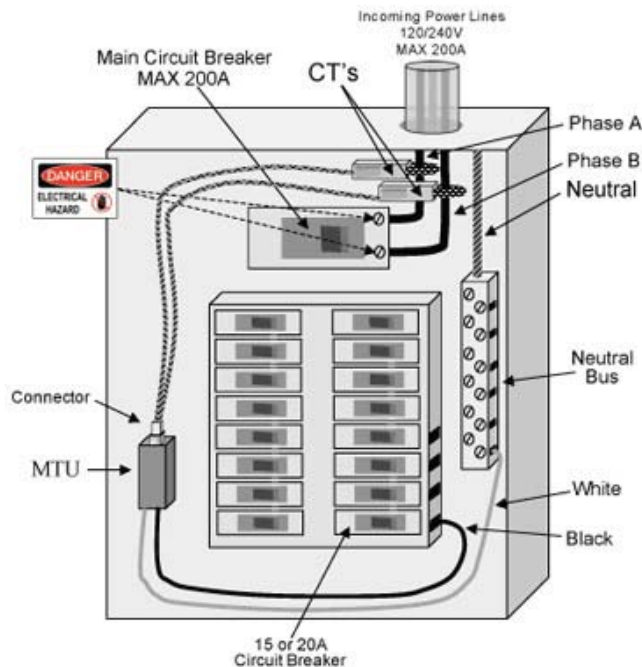 Incoming Power Lines
120/240V
MAX 200A
Main Circuit Breaker
MAX 200A
CT's
Phase A
Phase B
Neutral
DANGER
ELECTRICAL
HAZARD
Neutral
Bus
Connector
MTU
White
Black
15 or 20A
Circuit Breaker